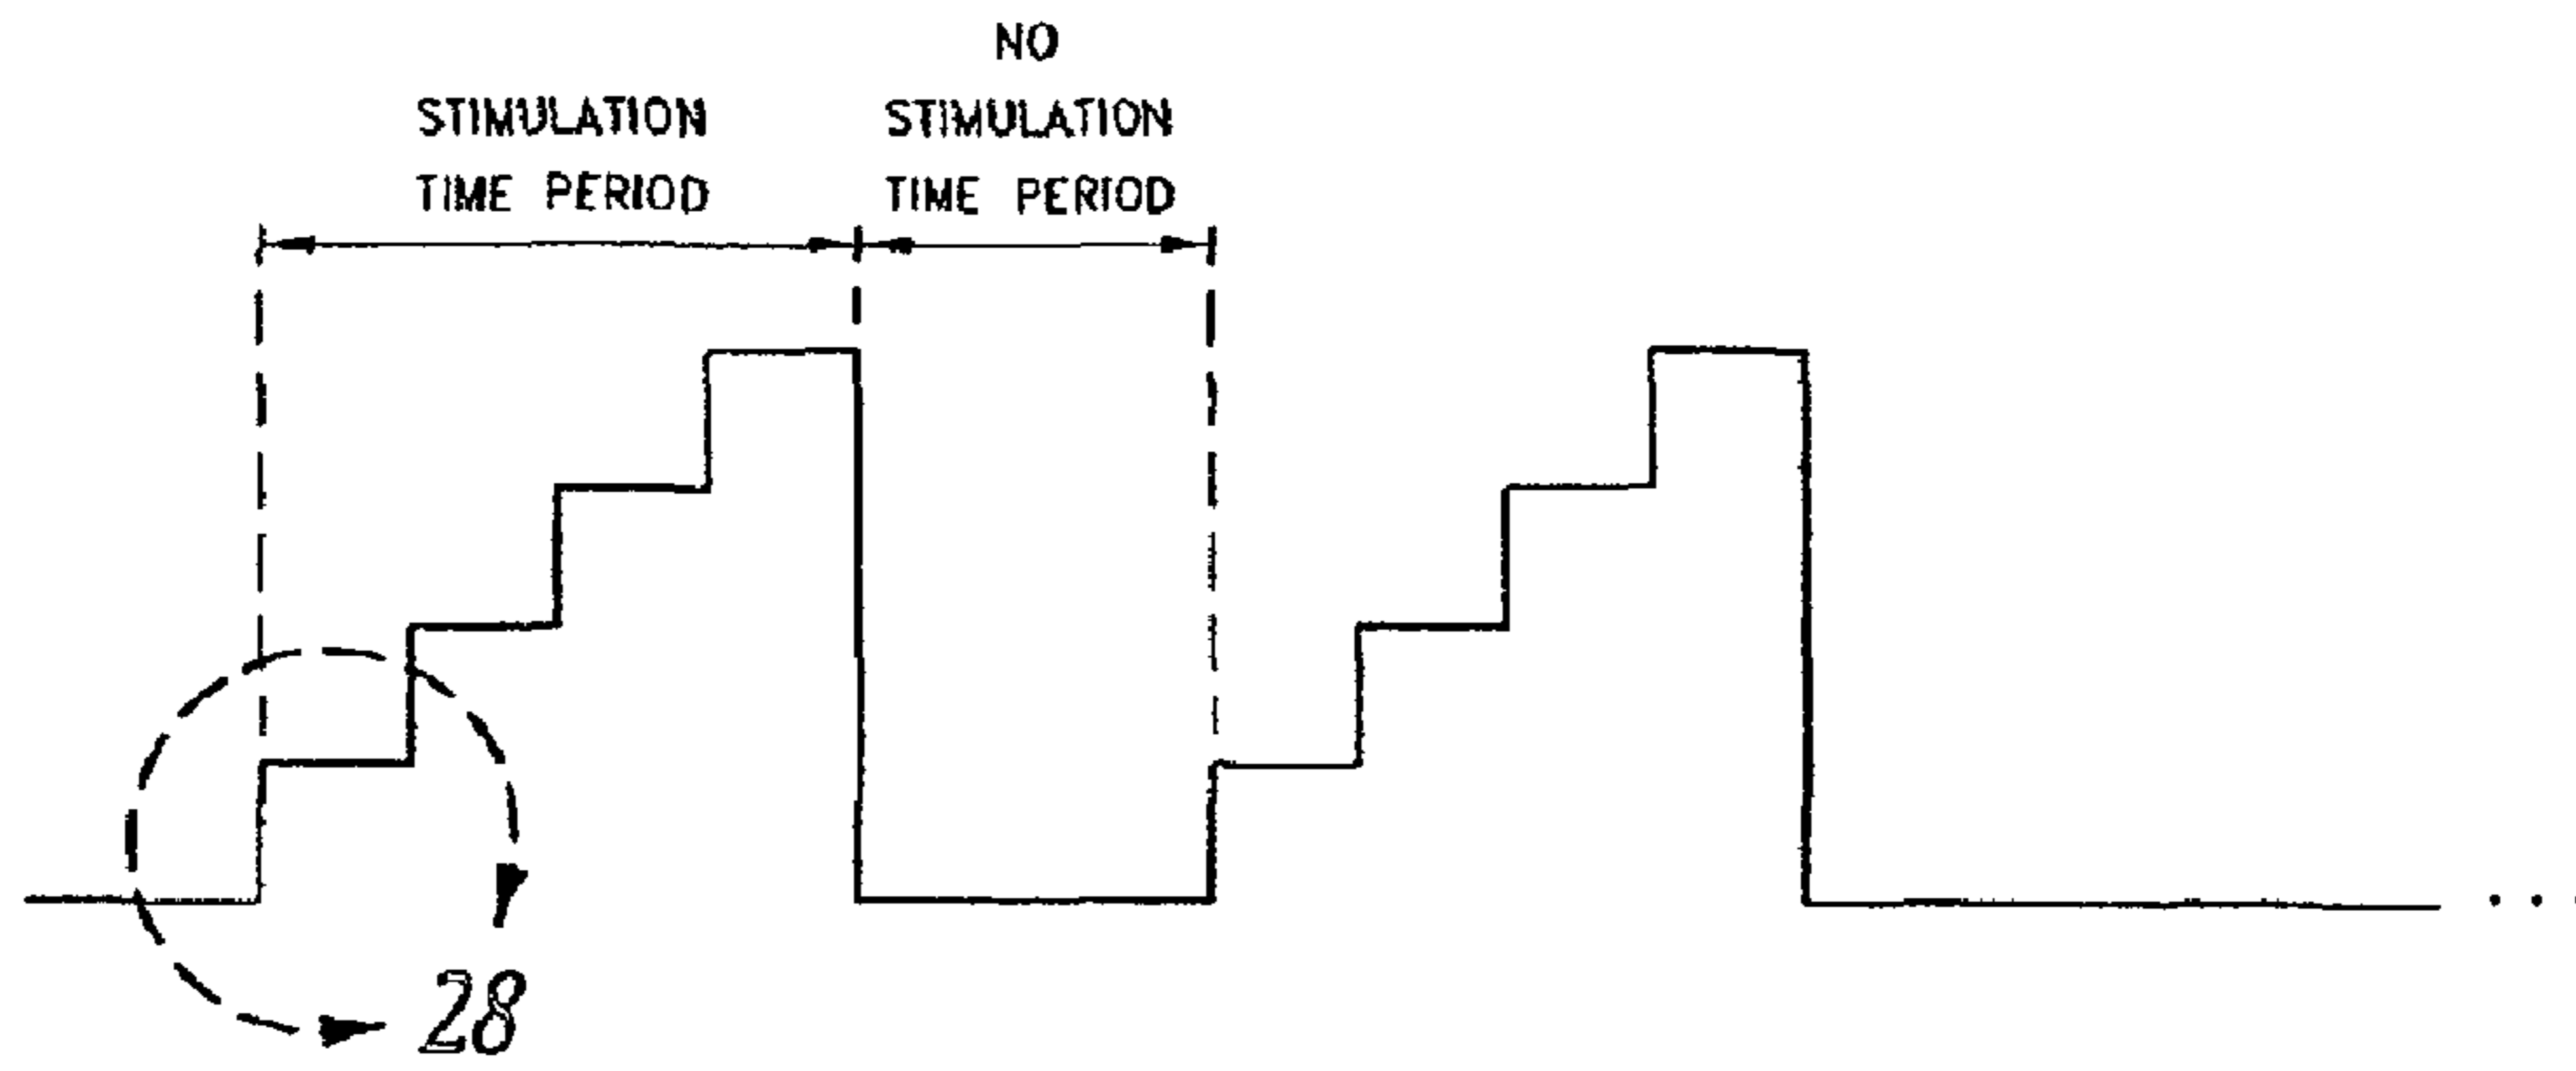 STIMULATION
TIME PERIOD
NO
STIMULATION
TIME PERIOD
28